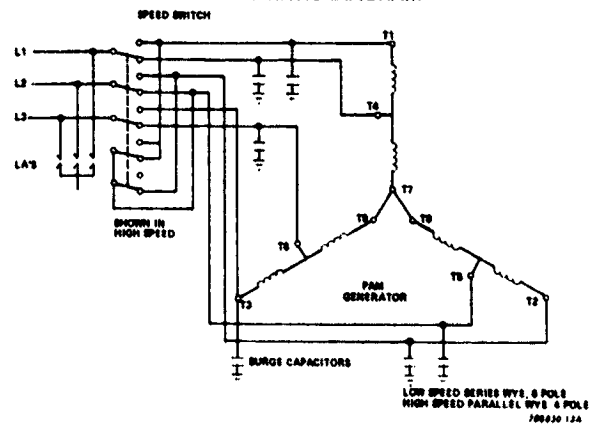 SPEED SWITCH
T1
L1
L2
T4
L3
LA'S
T7
SHOWN IN
HIGH SPEED
T9
T8
T6
T5
PAM
GENERATOR
T3
T2
SURGE CAPACITORS
LOW SPEED SERIES WYE, 6 POLE
HIGH SPEED PARALLEL WYE 4 POLE